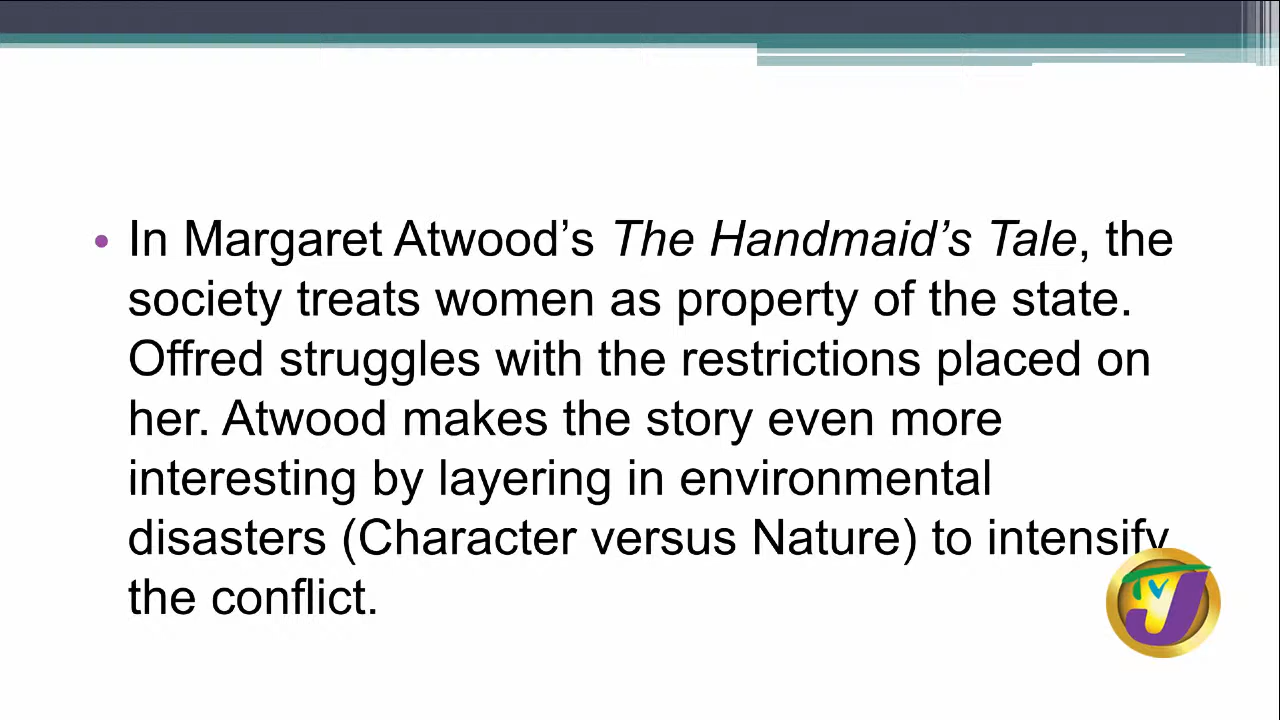 • In Margaret Atwood’s The Handmaid’s Tale, the
society treats women as property of the state.
Offred struggles with the restrictions placed on
her. Atwood makes the story even more
interesting by layering in environmental
disasters (Character versus Nature) to intensify
the conflict.
TVJ